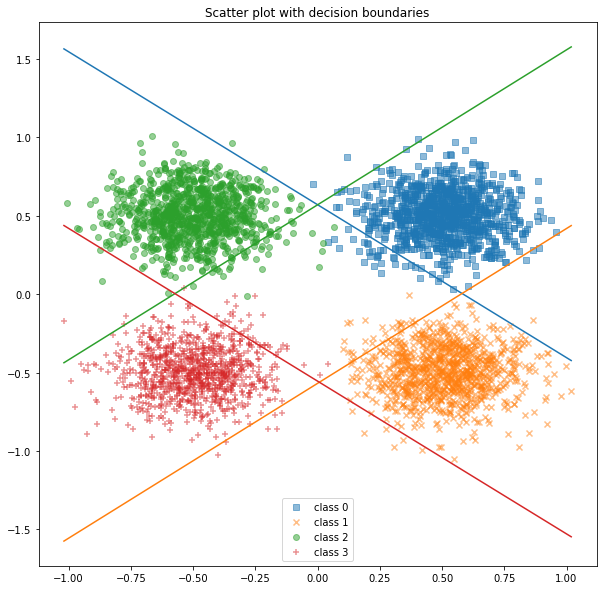 Scatter plot with decision boundaries
1.5
1.0
0.5
0.0
−0.5
−1.0
−1.5
class 0
class 1
class 2
class 3
−1.00 −0.75 −0.50 −0.25 0.00 0.25 0.50 0.75 1.00